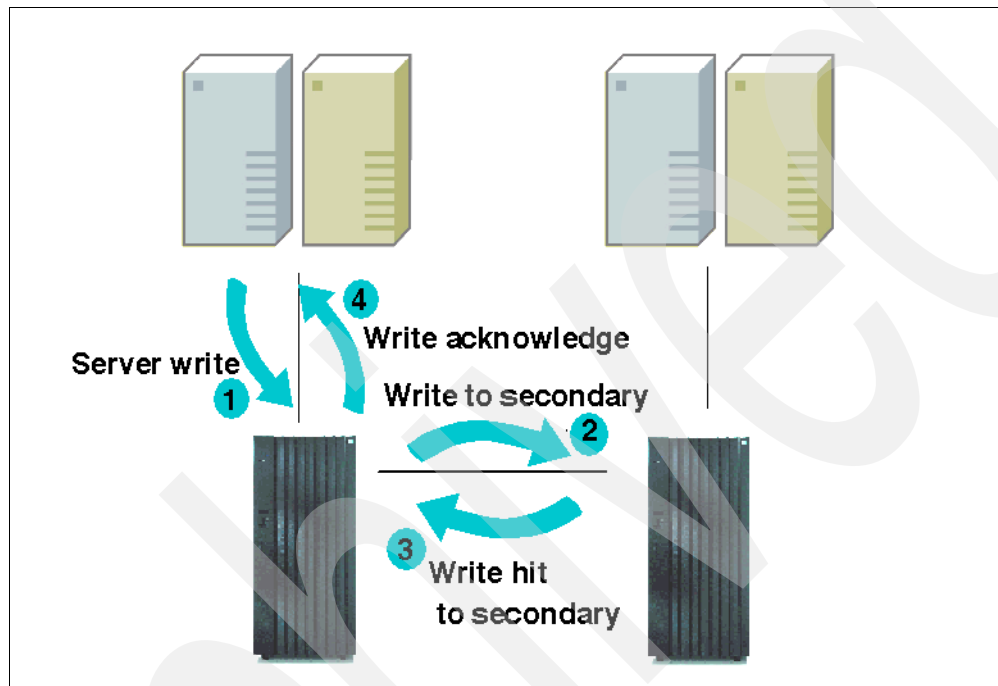 4
Write acknowledge
Server write
1
Write to secondary
2
3
Write hit
to secondary